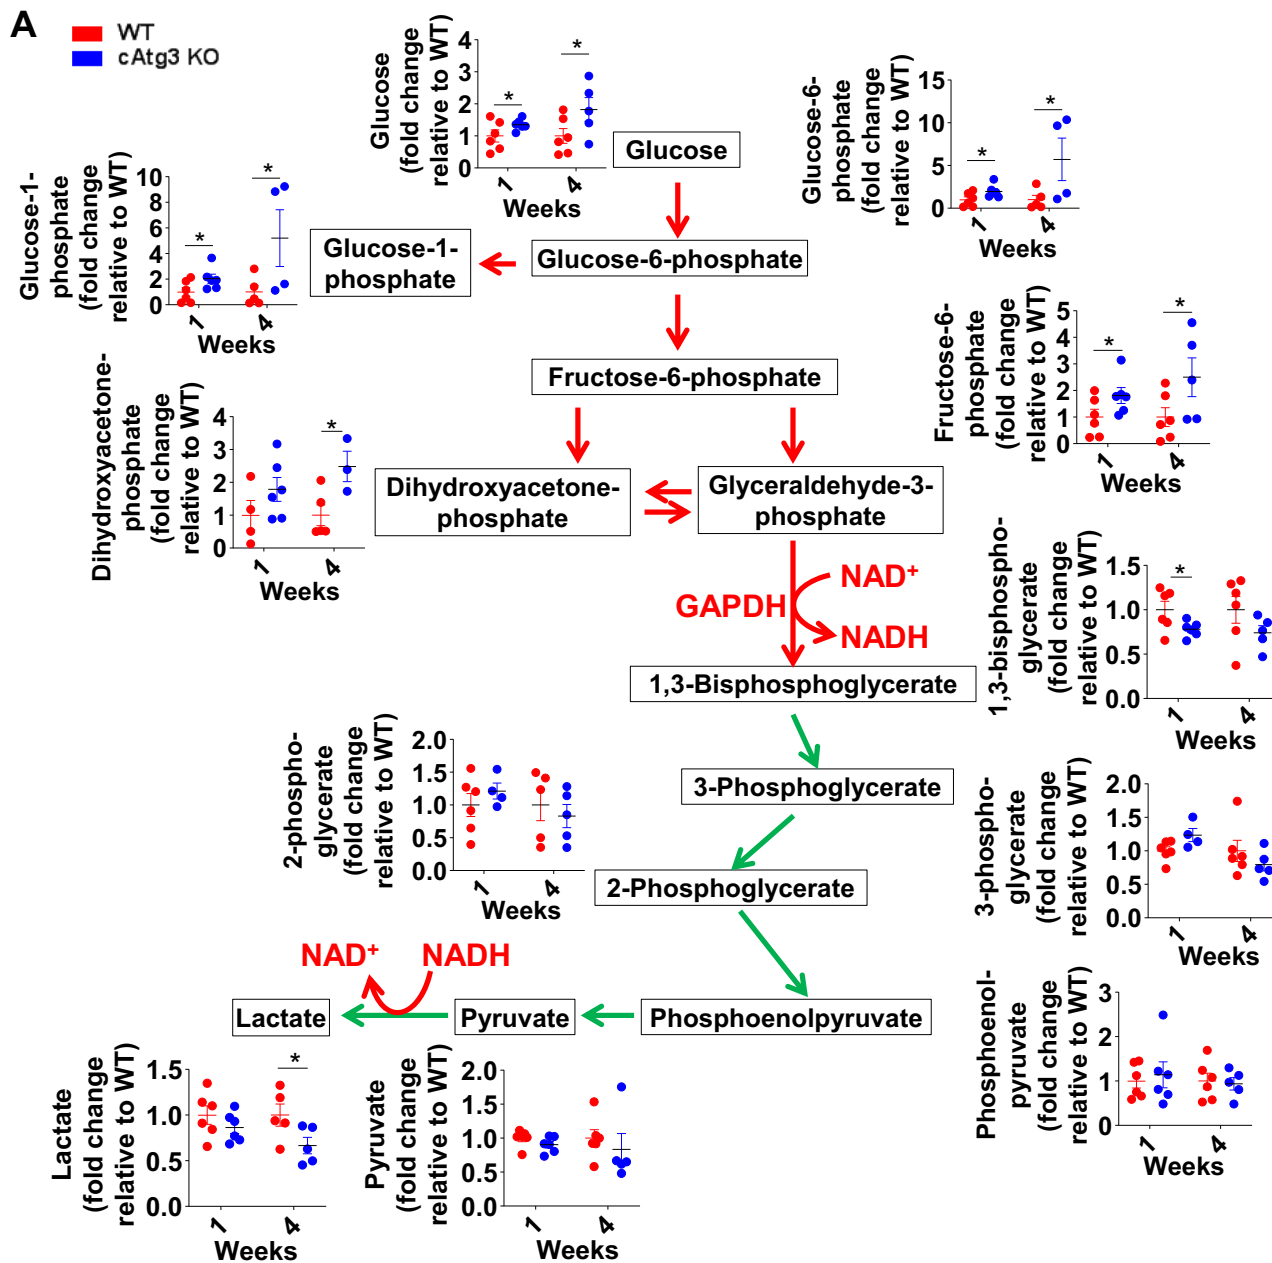 A
WT
cAtg3 KO
Glucose
(fold change
relative to WT)
4
3
2
1
0
*
*
1
4
Weeks
Glucose
Glucose-6-
phosphate
(fold change
relative to WT)
15
10
5
0
*
*
1
4
Weeks
Glucose-1-
phosphate
(fold change
relative to WT)
10
8
6
4
2
0
*
*
1
4
Weeks
Glucose-1-
phosphate
Glucose-6-phosphate
Fructose-6-
phosphate
(fold change
relative to WT)
5
4
3
2
1
0
*
*
1
4
Weeks
Fructose-6-phosphate
Dihydroxyacetone-
phosphate
(fold change
relative to WT)
4
3
2
1
0
*
1
4
Weeks
Dihydroxyacetone-
phosphate
Glyceraldehyde-3-
phosphate
GAPDH
NAD+
NADH
1,3-bisphospho-
glycerate
(fold change
relative to WT)
1.5
1.0
0.5
0.0
*
1
4
Weeks
1,3-Bisphosphoglycerate
2-phospho-
glycerate
(fold change
relative to WT)
2.0
1.5
1.0
0.5
0.0
1
4
Weeks
3-Phosphoglycerate
3-phospho-
glycerate
(fold change
relative to WT)
2.0
1.5
1.0
0.5
0.0
1
4
Weeks
2-Phosphoglycerate
NAD+
NADH
Lactate
Pyruvate
Phosphoenolpyruvate
Phosphoenol-
pyruvate
(fold change
relative to WT)
3
2
1
0
1
4
Weeks
Lactate
(fold change
relative to WT)
1.5
1.0
0.5
0.0
*
1
4
Weeks
Pyruvate
(fold change
relative to WT)
2.0
1.5
1.0
0.5
0.0
1
4
Weeks